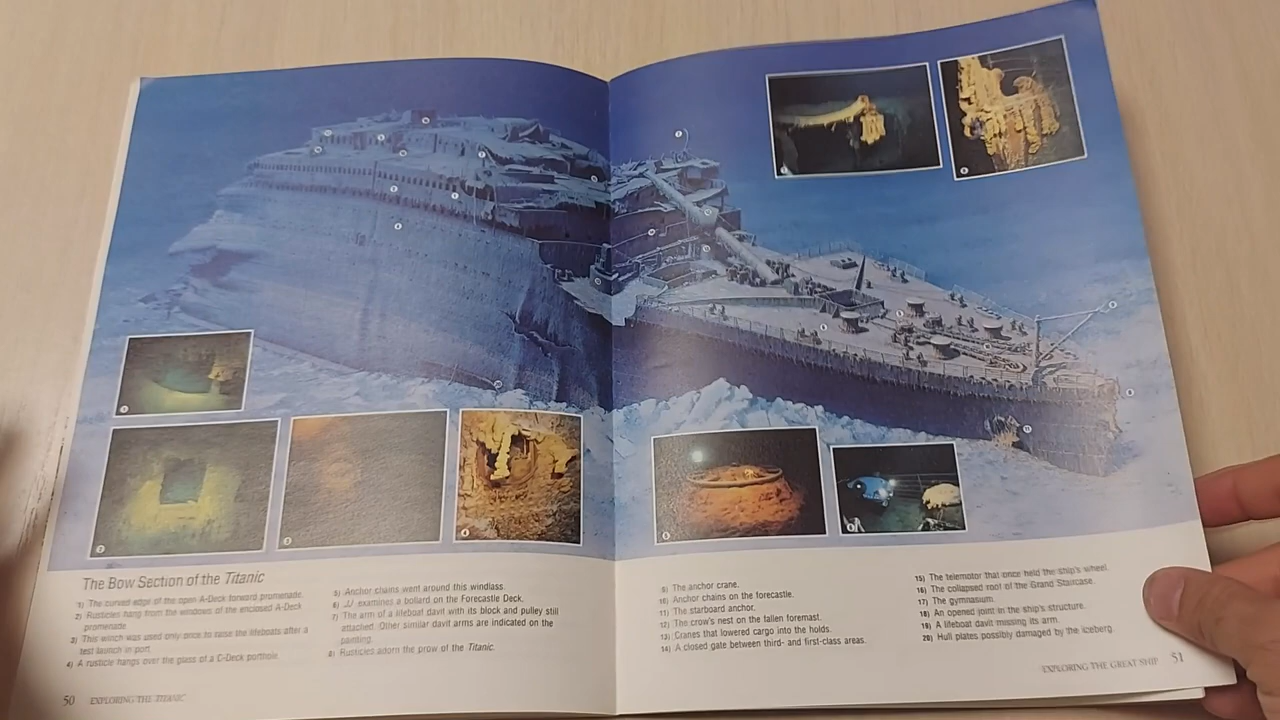 The Bow Section of the Titanic
1) The curved edge of the open A-Deck forward promenade.
2) Rusticles hang from the windows of the enclosed A-Deck
promenade.
3) This winch was used only once to raise the lifeboats after a
test launch in port.
4) A rusticle hangs over the glass of a C-Deck porthole.
5) Anchor chains went around this windlass.
6) JJ examines a bollard on the Forecastle Deck.
7) The arm of a lifeboat davit with its block and pulley still
attached. Other similar davit arms are indicated on the
painting.
8) Rusticles adorn the prow of the Titanic.
9) The anchor crane.
10) Anchor chains on the forecastle.
11) The starboard anchor.
12) The crow's nest on the fallen foremast.
13) Cranes that lowered cargo into the holds.
14) A closed gate between third- and first-class areas.
15) The telemotor that once held the ship's wheel.
16) The collapsed roof of the Grand Staircase.
17) The gymnasium.
18) An opened joint in the ship's structure.
19) A lifeboat davit missing its arm.
20) Hull plates possibly damaged by the iceberg.
50 EXPLORING THE TITANIC
EXPLORING THE GREAT SHIP 51